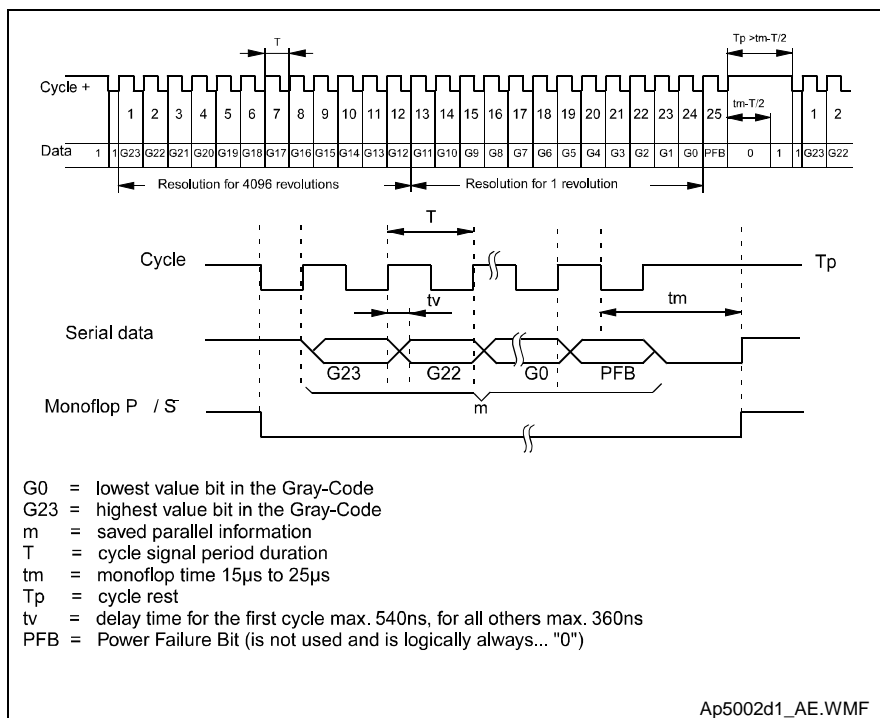 T
Tp >tm-T/2
Cycle +
1 2 3 4 5 6 7 8 9 10 11 12 13 14 15 16 17 18 19 20 21 22 23 24 25 tm-T/2 1 2
Data 1 1 G23 G22 G21 G20 G19 G18 G17 G16 G15 G14 G13 G12 G11 G10 G9 G8 G7 G6 G5 G4 G3 G2 G1 G0 PFB 0 1 1 G23 G22
Resolution for 4096 revolutions Resolution for 1 revolution
T
Cycle Tp
tv tm
Serial data
G23 G22 G0 PFB
Monoflop P / S̅ m
G0 = lowest value bit in the Gray-Code
G23 = highest value bit in the Gray-Code
m = saved parallel information
T = cycle signal period duration
tm = monoflop time 15µs to 25µs
Tp = cycle rest
tv = delay time for the first cycle max. 540ns, for all others max. 360ns
PFB = Power Failure Bit (is not used and is logically always... "0")
Ap5002d1_AE.WMF